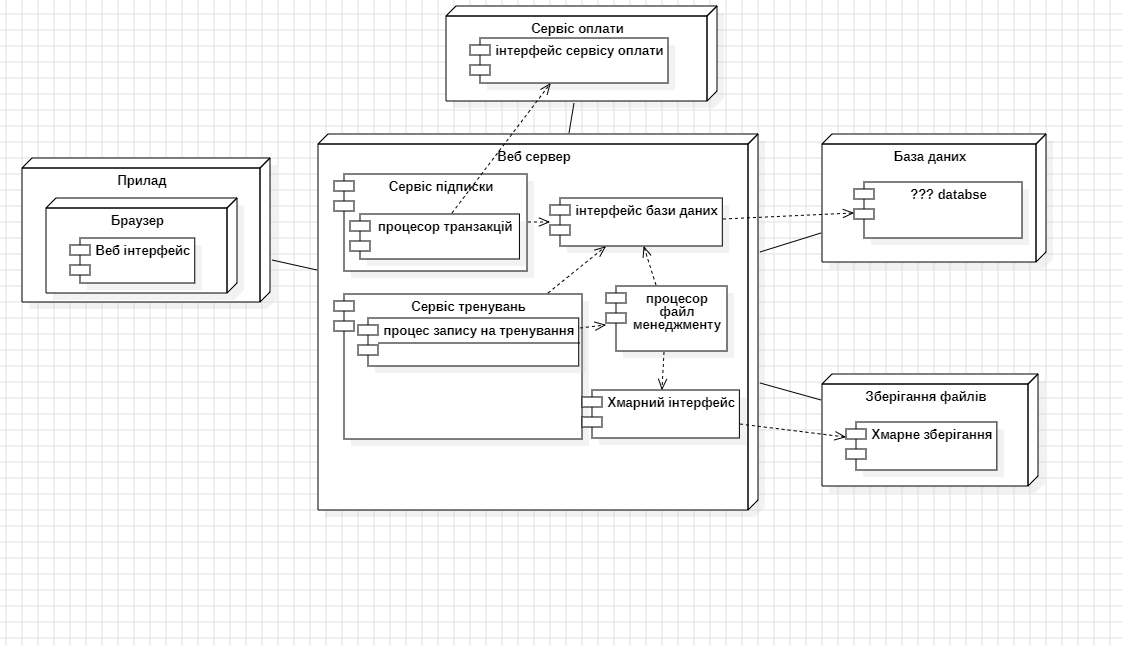 Сервіс оплати
інтерфейс сервісу оплати
Прилад
Браузер
Веб інтерфейс
Веб сервер
Сервіс підписки
процесор транзакцій
інтерфейс бази даних
Сервіс тренувань
процес запису на тренування
процесор
файл
менеджменту
Хмарний інтерфейс
База даних
??? databse
Зберігання файлів
Хмарне зберігання